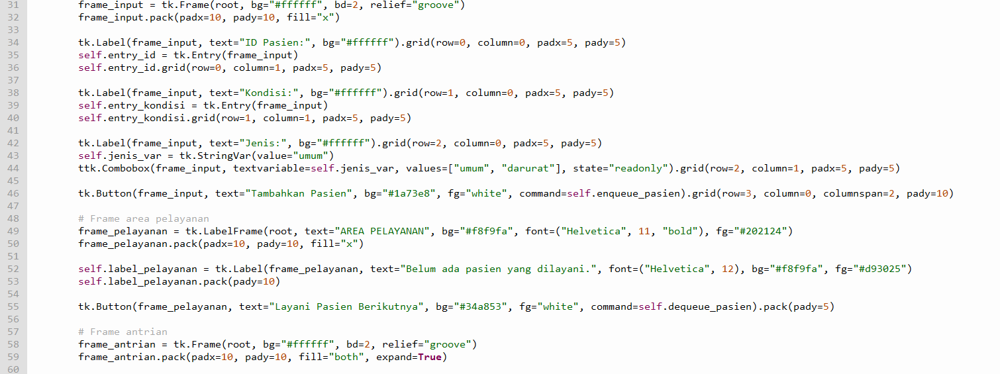 31 frame_input = tk.Frame(root, bg="#ffffff", bd=2, relief="groove")
32 frame_input.pack(padx=10, pady=10, fill="x")
33
34 tk.Label(frame_input, text="ID Pasien:", bg="#ffffff").grid(row=0, column=0, padx=5, pady=5)
35 self.entry_id = tk.Entry(frame_input)
36 self.entry_id.grid(row=0, column=1, padx=5, pady=5)
37
38 tk.Label(frame_input, text="Kondisi:", bg="#ffffff").grid(row=1, column=0, padx=5, pady=5)
39 self.entry_kondisi = tk.Entry(frame_input)
40 self.entry_kondisi.grid(row=1, column=1, padx=5, pady=5)
41
42 tk.Label(frame_input, text="Jenis:", bg="#ffffff").grid(row=2, column=0, padx=5, pady=5)
43 self.jenis_var = tk.StringVar(value="umum")
44 ttk.Combobox(frame_input, textvariable=self.jenis_var, values=["umum", "darurat"], state="readonly").grid(row=2, column=1, padx=5, pady=5)
45
46 tk.Button(frame_input, text="Tambahkan Pasien", bg="#1a73e8", fg="white", command=self.enqueue_pasien).grid(row=3, column=0, columnspan=2, pady=10)
47
48 # Frame area pelayanan
49 frame_pelayanan = tk.LabelFrame(root, text="AREA PELAYANAN", bg="#f8f9fa", font=("Helvetica", 11, "bold"), fg="#202124")
50 frame_pelayanan.pack(padx=10, pady=10, fill="x")
51
52 self.label_pelayanan = tk.Label(frame_pelayanan, text="Belum ada pasien yang dilayani.", font=("Helvetica", 12), bg="#f8f9fa", fg="#d93025")
53 self.label_pelayanan.pack(pady=10)
54
55 tk.Button(frame_pelayanan, text="Layani Pasien Berikutnya", bg="#34a853", fg="white", command=self.dequeue_pasien).pack(pady=5)
56
57 # Frame antrian
58 frame_antrian = tk.Frame(root, bg="#ffffff", bd=2, relief="groove")
59 frame_antrian.pack(padx=10, pady=10, fill="both", expand=True)
60